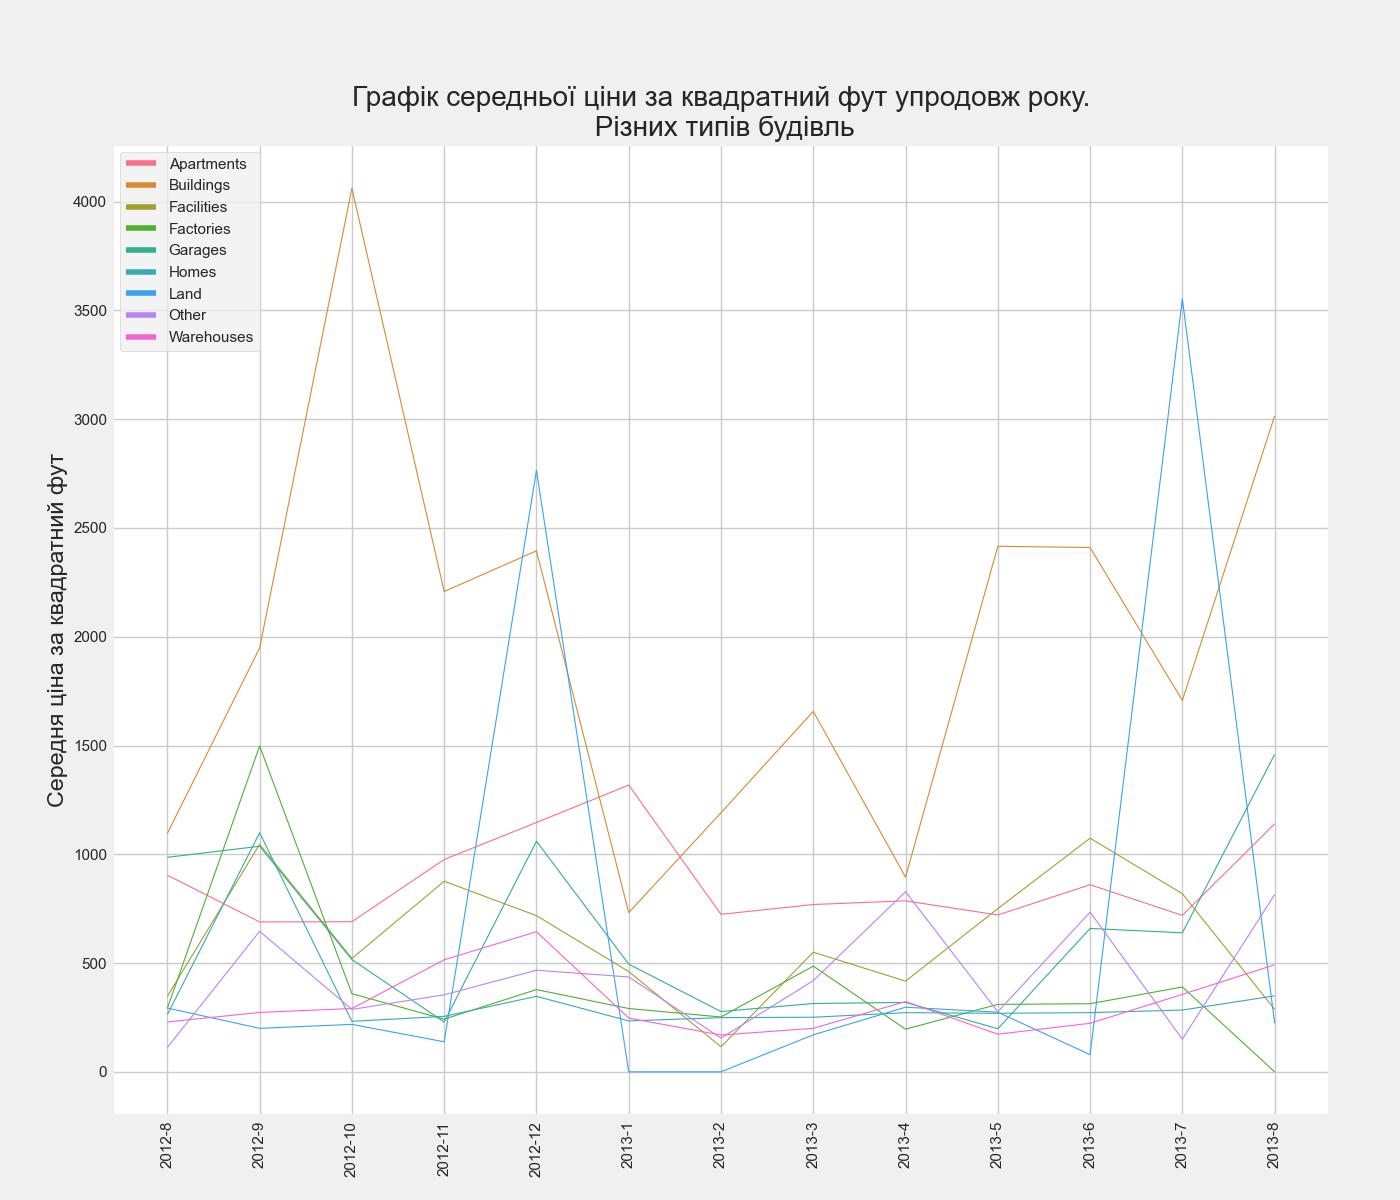 Графік середньої ціни за квадратний фут упродовж року.
Різних типів будівль
Apartments
Buildings
Facilities
Factories
Garages
Homes
Land
Other
Warehouses
Середня ціна за квадратний фут
4000
3500
3000
2500
2000
1500
1000
500
0
2012-8
2012-9
2012-10
2012-11
2012-12
2013-1
2013-2
2013-3
2013-4
2013-5
2013-6
2013-7
2013-8